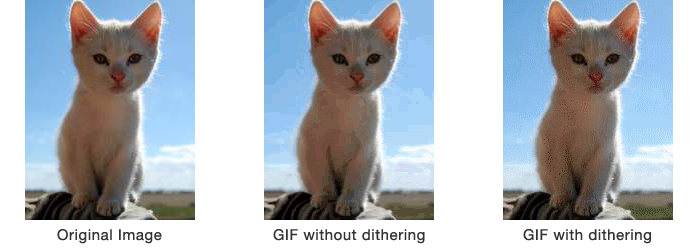 Original Image
GIF without dithering
GIF with dithering